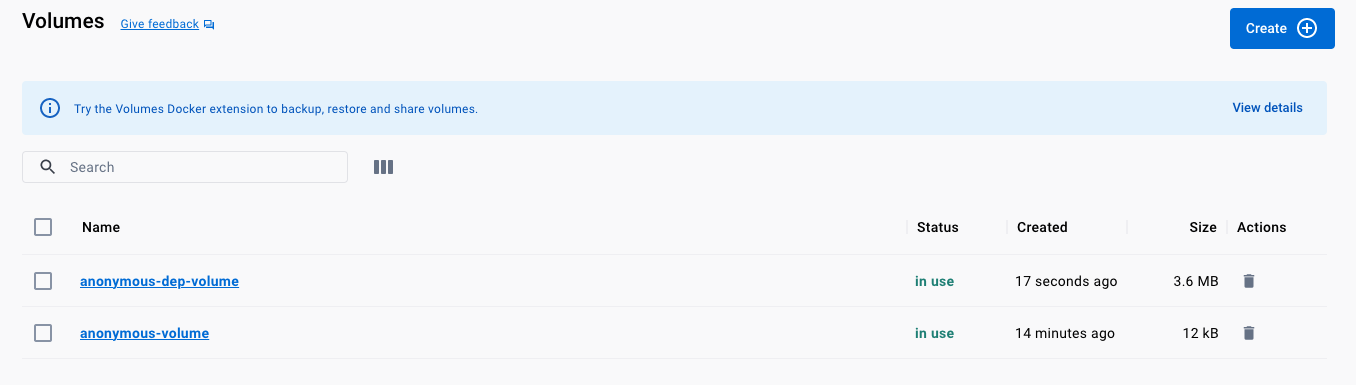 Volumes Give feedback
Create
Try the Volumes Docker extension to backup, restore and share volumes. View details
Search
Name Status Created Size Actions
anonymous-dep-volume in use 17 seconds ago 3.6 MB
anonymous-volume in use 14 minutes ago 12 kB